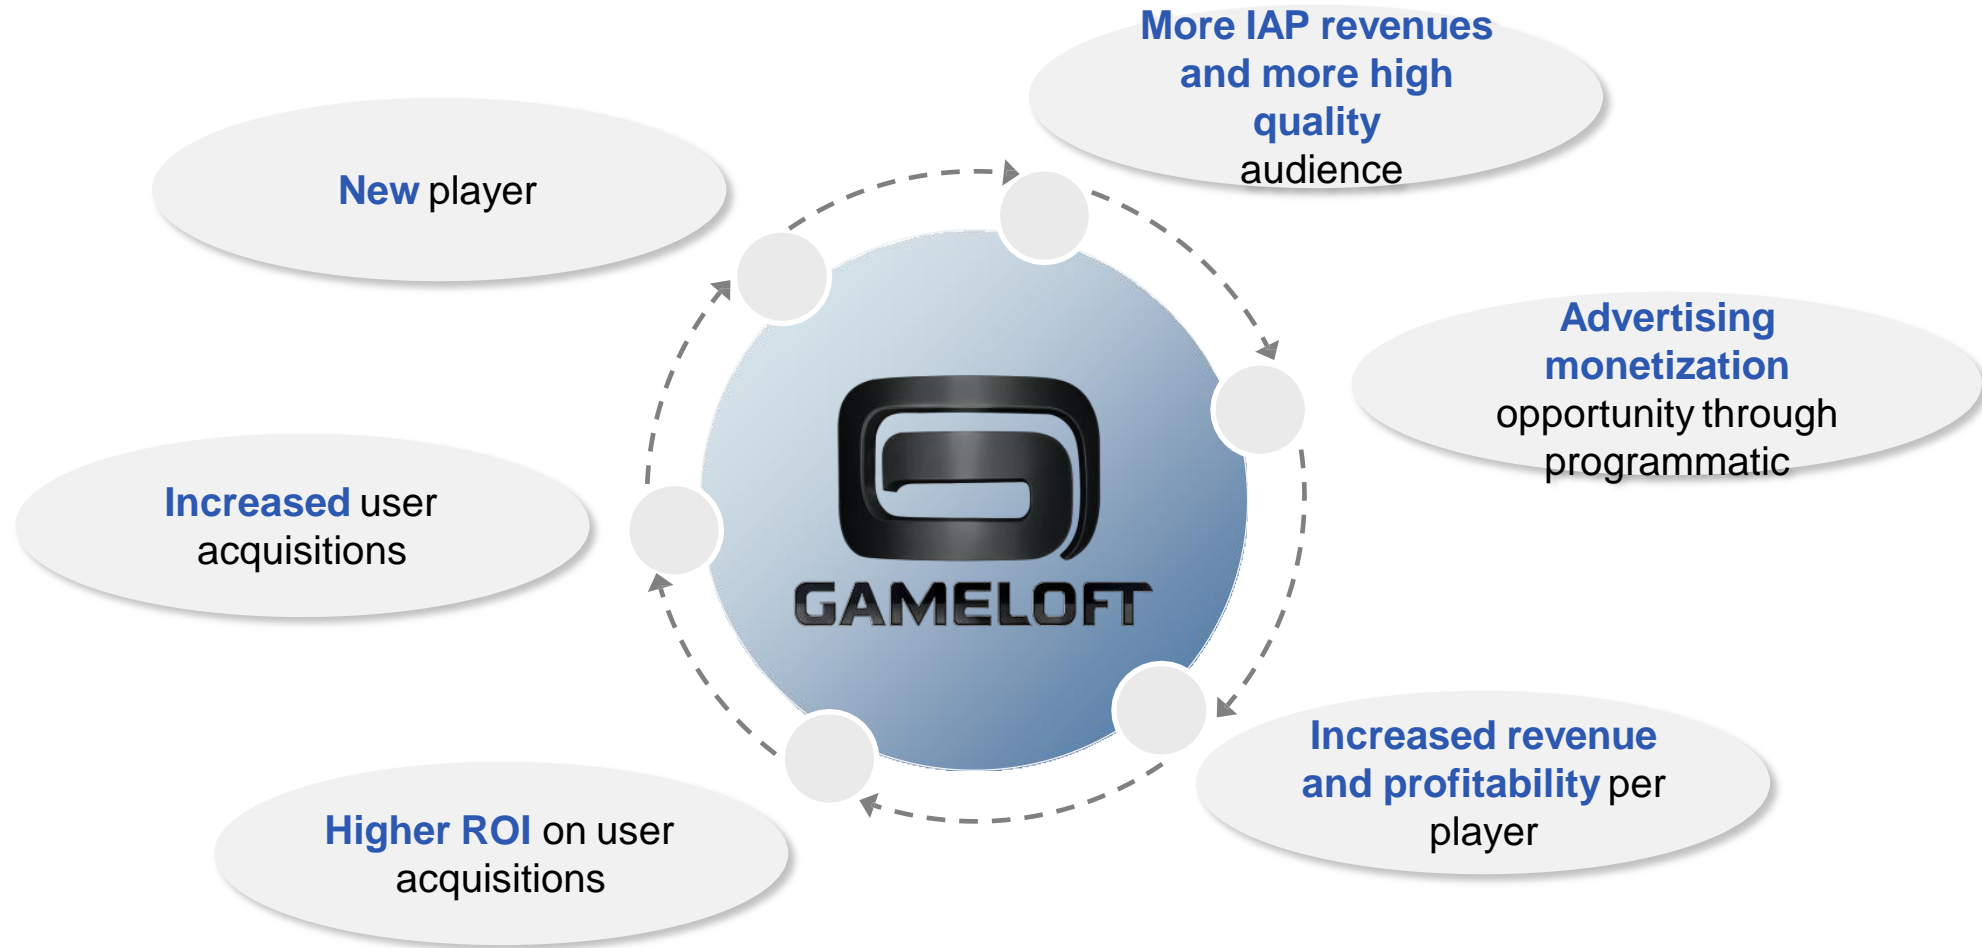 More IAP revenues
and more high
quality
audience
New player
Advertising
monetization
opportunity through
programmatic
Increased user
acquisitions
GAMELOFT
Increased revenue
and profitability per
player
Higher ROI on user
acquisitions